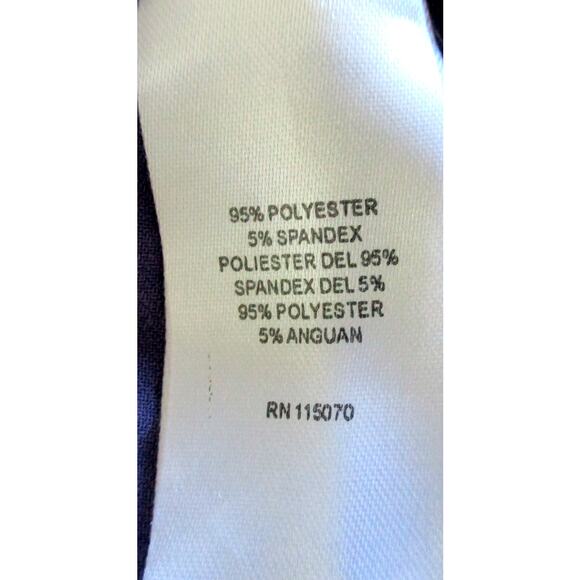 95% POLYESTER
5% SPANDEX
POLIESTER DEL 95%
SPANDEX DEL 5%
95% POLYESTER
5% ANGUAN
RN 115070